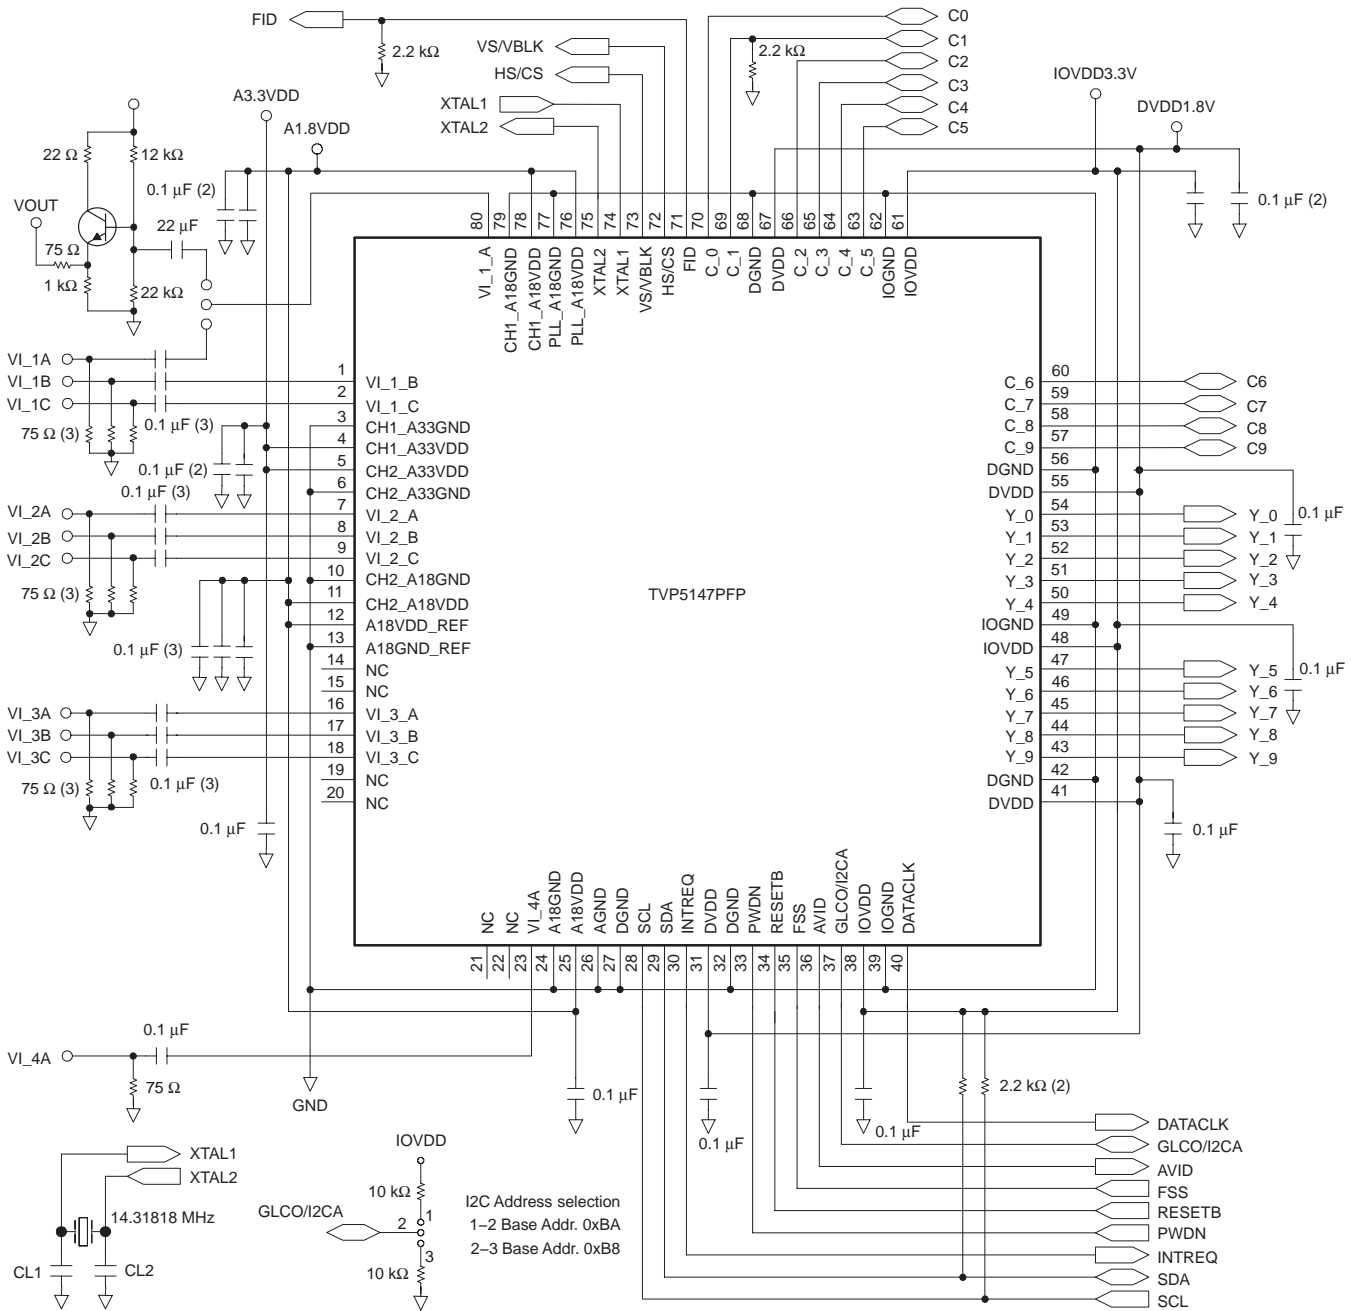 FID
2.2 kΩ
VS/VBLK
HS/CS
XTAL1
XTAL2
C0
C1
2.2 kΩ
C2
C3
C4
C5
IOVDD3.3V
DVDD1.8V
A3.3VDD
A1.8VDD
22 Ω
12 kΩ
0.1 μF (2)
VOUT
22 μF
75 Ω
1 kΩ
22 kΩ
0.1 μF (2)
80
79
78
77
76
75
74
73
72
71
70
69
68
67
66
65
64
63
62
61
VI_1_A
CH1_A18GND
CH1_A18VDD
PLL_A18GND
PLL_A18VDD
XTAL2
XTAL1
VS/VBLK
HS/CS
FID
C_0
C_1
DGND
DVDD
C_2
C_3
C_4
C_5
IOGND
IOVDD
VI_1A
VI_1B
VI_1C
75 Ω (3)
0.1 μF (3)
0.1 μF (2)
0.1 μF (3)
VI_2A
VI_2B
VI_2C
75 Ω (3)
0.1 μF (3)
VI_3A
VI_3B
VI_3C
75 Ω (3)
0.1 μF (3)
0.1 μF
1 VI_1_B
2 VI_1_C
3 CH1_A33GND
4 CH1_A33VDD
5 CH2_A33VDD
6 CH2_A33GND
7 VI_2_A
8 VI_2_B
9 VI_2_C
10 CH2_A18GND
11 CH2_A18VDD
12 A18VDD_REF
13 A18GND_REF
14 NC
15 NC
16 VI_3_A
17 VI_3_B
18 VI_3_C
19 NC
20 NC
TVP5147PFP
C_6 60 C6
C_7 59 C7
C_8 58 C8
C_9 57 C9
DGND 56
DVDD 55
Y_0 54 Y_0
0.1 μF
Y_1 53 Y_1
Y_2 52 Y_2
Y_3 51 Y_3
Y_4 50 Y_4
IOGND 49
IOVDD 48
Y_5 47 Y_5
0.1 μF
Y_6 46 Y_6
Y_7 45 Y_7
Y_8 44 Y_8
Y_9 43 Y_9
DGND 42
DVDD 41
0.1 μF
NC
NC
VI_4A
A18GND
A18VDD
AGND
DGND
SCL
SDA
INTREQ
DVDD
DGND
PWDN
RESETB
FSS
AVID
GLCO/I2CA
IOVDD
IOGND
DATACLK
21
22
23
24
25
26
27
28
29
30
31
32
33
34
35
36
37
38
39
40
0.1 μF
VI_4A
75 Ω
GND
0.1 μF
0.1 μF
0.1 μF
2.2 kΩ (2)
DATACLK
GLCO/I2CA
AVID
FSS
RESETB
PWDN
INTREQ
SDA
SCL
XTAL1
XTAL2
14.31818 MHz
CL1
CL2
IOVDD
10 kΩ
GLCO/I2CA
1
2
3
10 kΩ
I2C Address selection
1–2 Base Addr. 0xBA
2–3 Base Addr. 0xB8